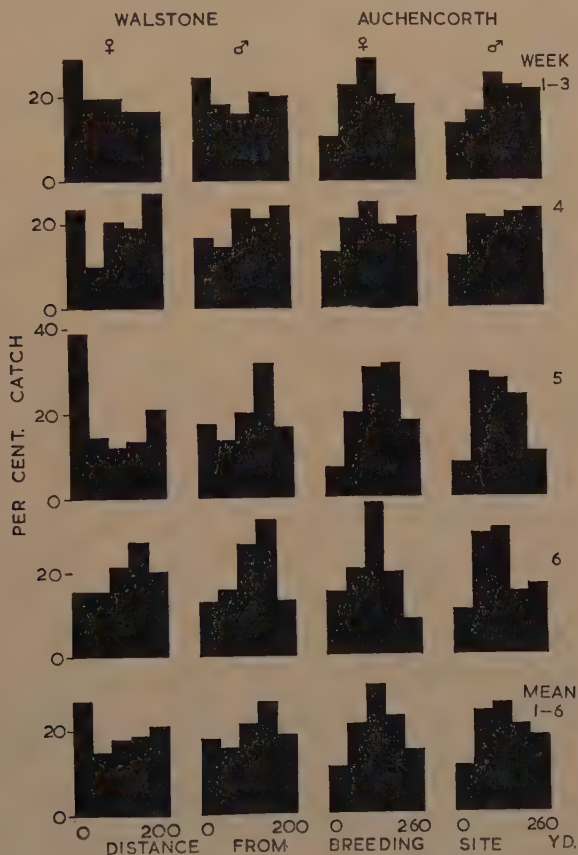 WALSTONE AUCHENCORTH
♀ ♂ ♀ ♂ WEEK
1-3
20
0
4
20
0
40
5
20
0
PER CENT. CATCH
6
20
0
MEAN
1-6
20
0
0 200 0 200 0 260 0 260
DISTANCE FROM BREEDING SITE YD.